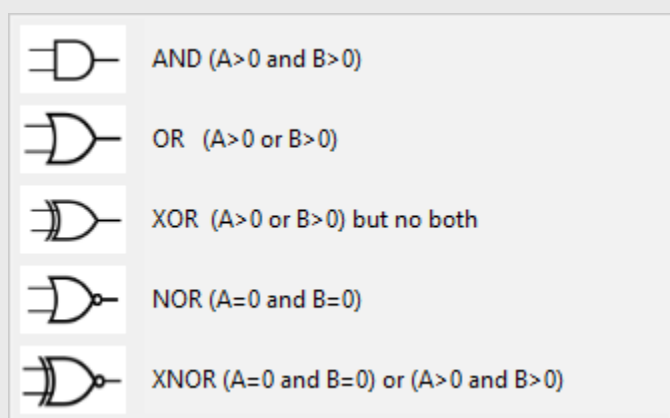 AND (A>0 and B>0)
OR (A>0 or B>0)
XOR (A>0 or B>0) but no both
NOR (A=0 and B=0)
XNOR (A=0 and B=0) or (A>0 and B>0)